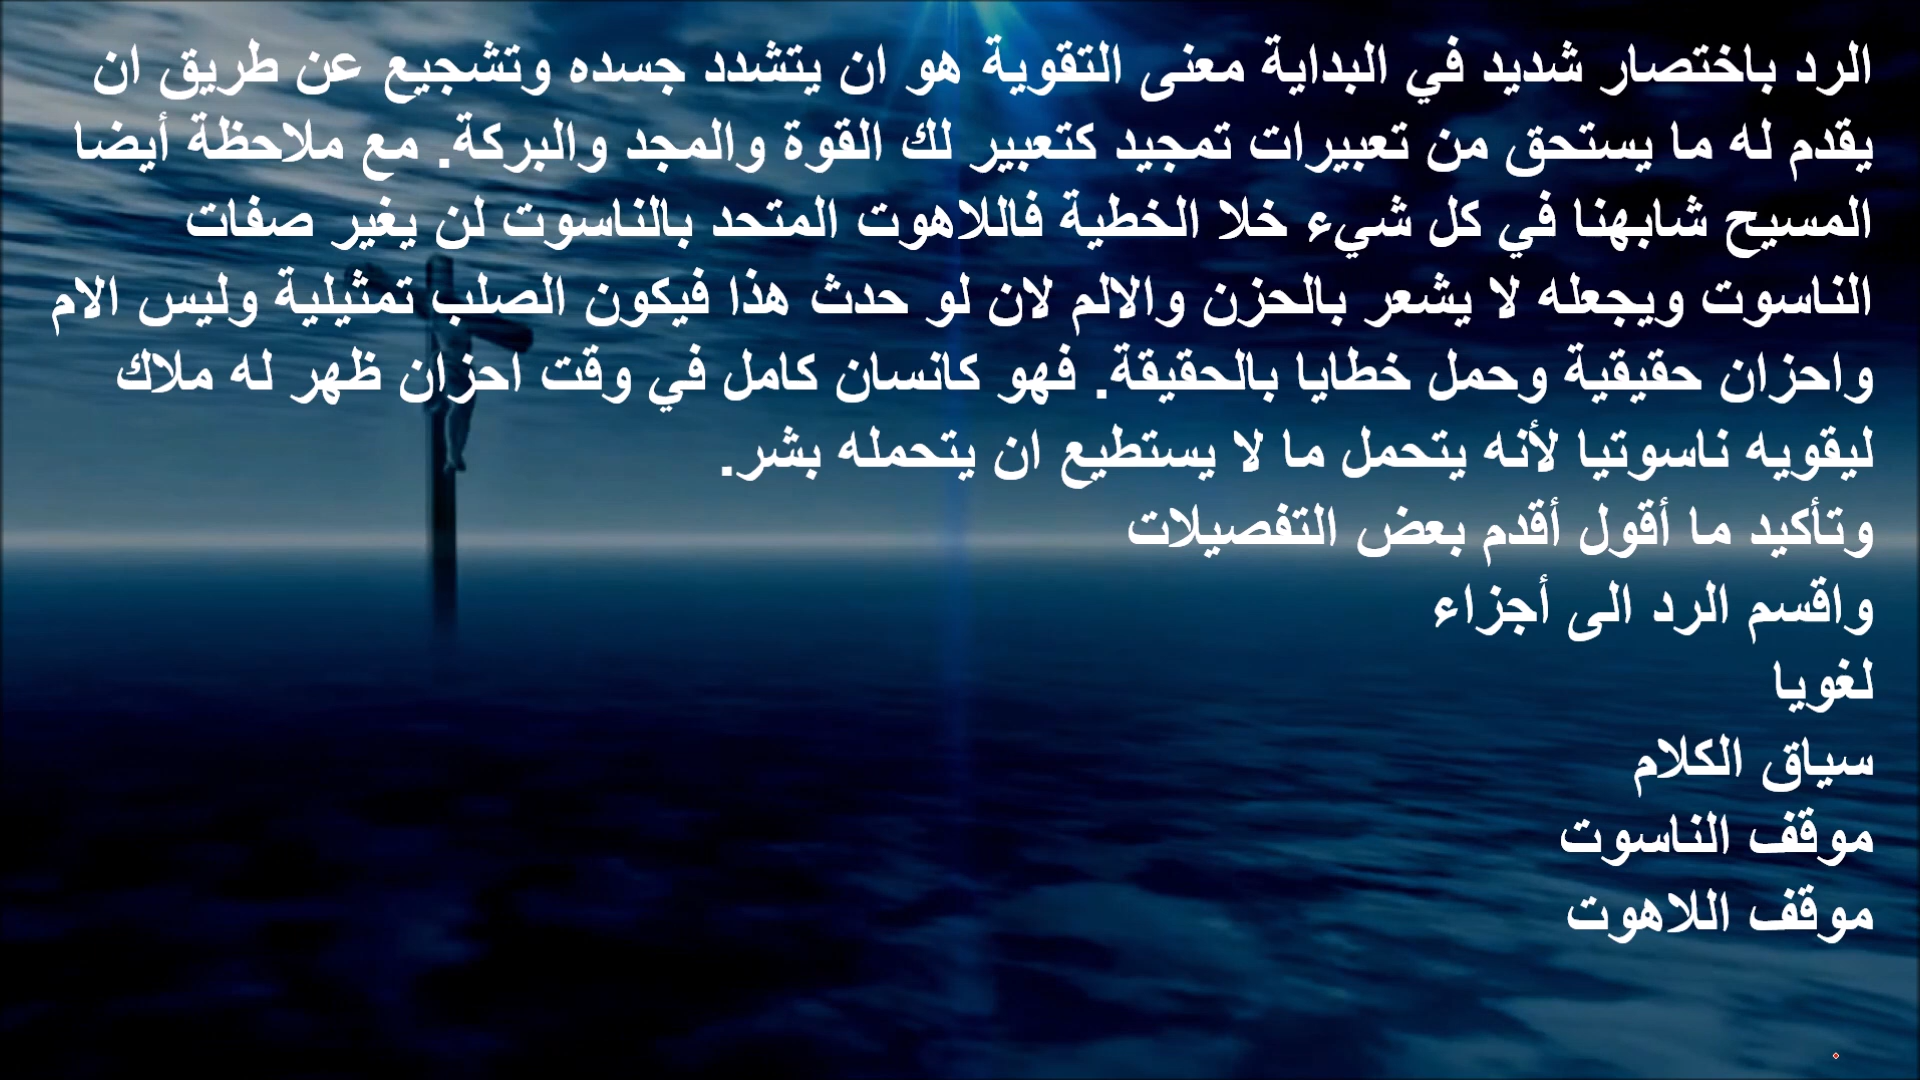 الرد باختصار شديد في البداية معنى التقوية هو ان يتشدد جسده وتشجيع عن طريق ان
يقدم له ما يستحق من تعبيرات تمجيد كتعبير لك القوة والمجد والبركة. مع ملاحظة أيضا
المسيح شابهنا في كل شيء خلا الخطية فاللاهوت المتحد بالناسوت لن يغير صفات
الناسوت ويجعله لا يشعر بالحزن والالم لان لو حدث هذا فيكون الصلب تمثيلية وليس الام
واحزان حقيقية وحمل خطايا بالحقيقة. فهو كانسان كامل في وقت احزان ظهر له ملاك
ليقويه ناسوتيا لأنه يتحمل ما لا يستطيع ان يتحمله بشر.
وتأكيد ما أقول أقدم بعض التفصيلات
واقسم الرد الى أجزاء
لغويا
سياق الكلام
موقف الناسوت
موقف اللاهوت